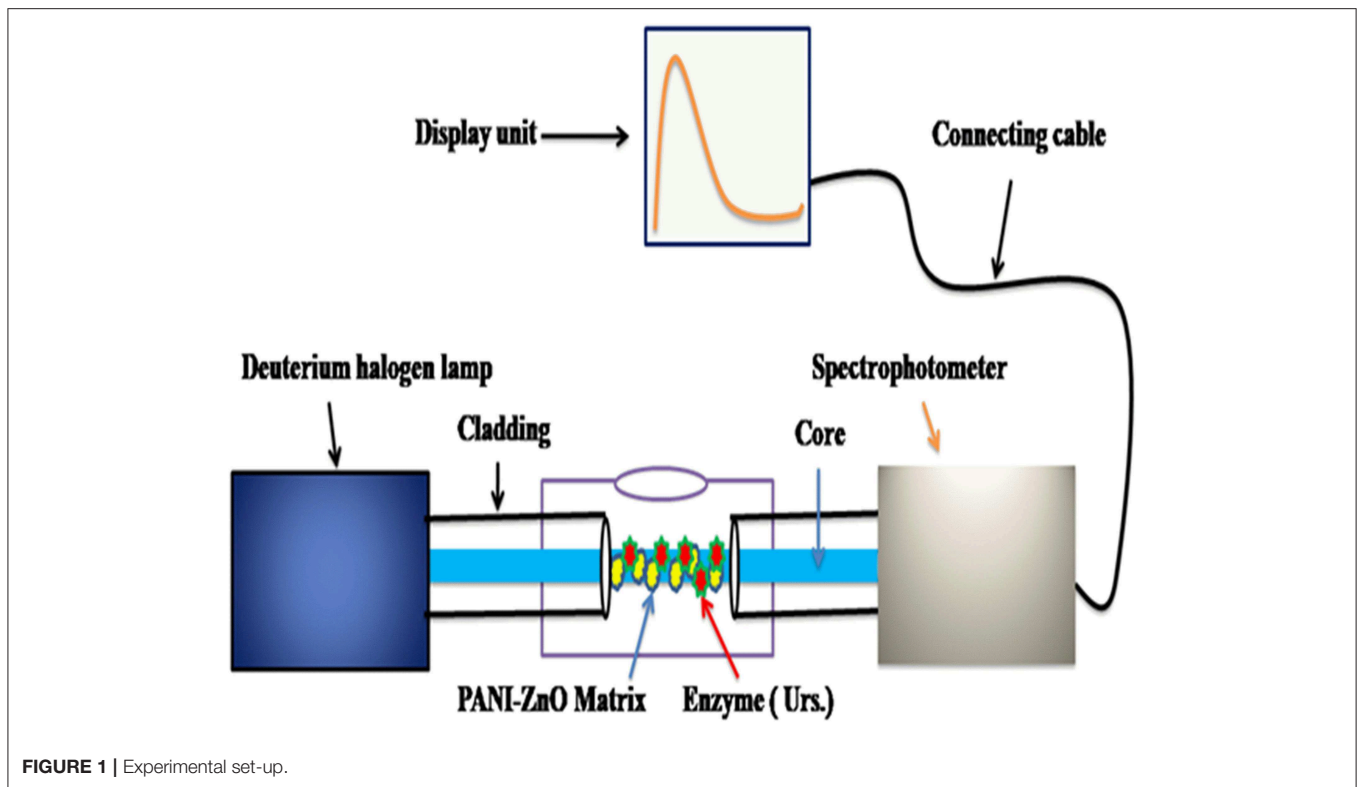 Display unit
Connecting cable
Deuterium halogen lamp
Spectrophotometer
Cladding
Core
PANI-ZnO Matrix
Enzyme ( Urs.)
FIGURE 1 | Experimental set-up.